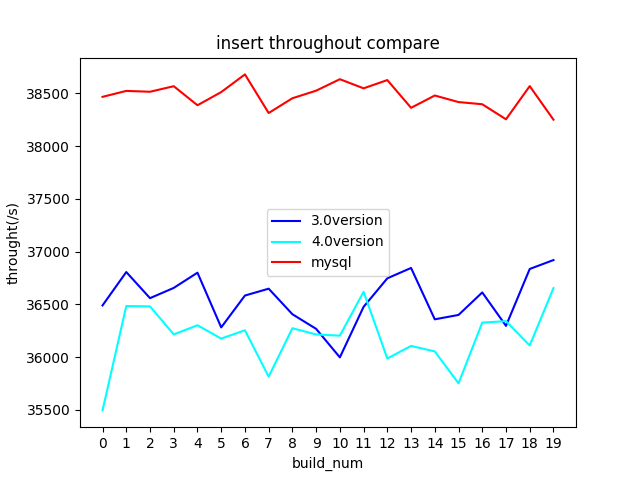 insert throughout compare
throught(/s)
38500
38000
37500
37000
36500
36000
35500
3.0version
4.0version
mysql
0 1 2 3 4 5 6 7 8 9 10 11 12 13 14 15 16 17 18 19
build_num